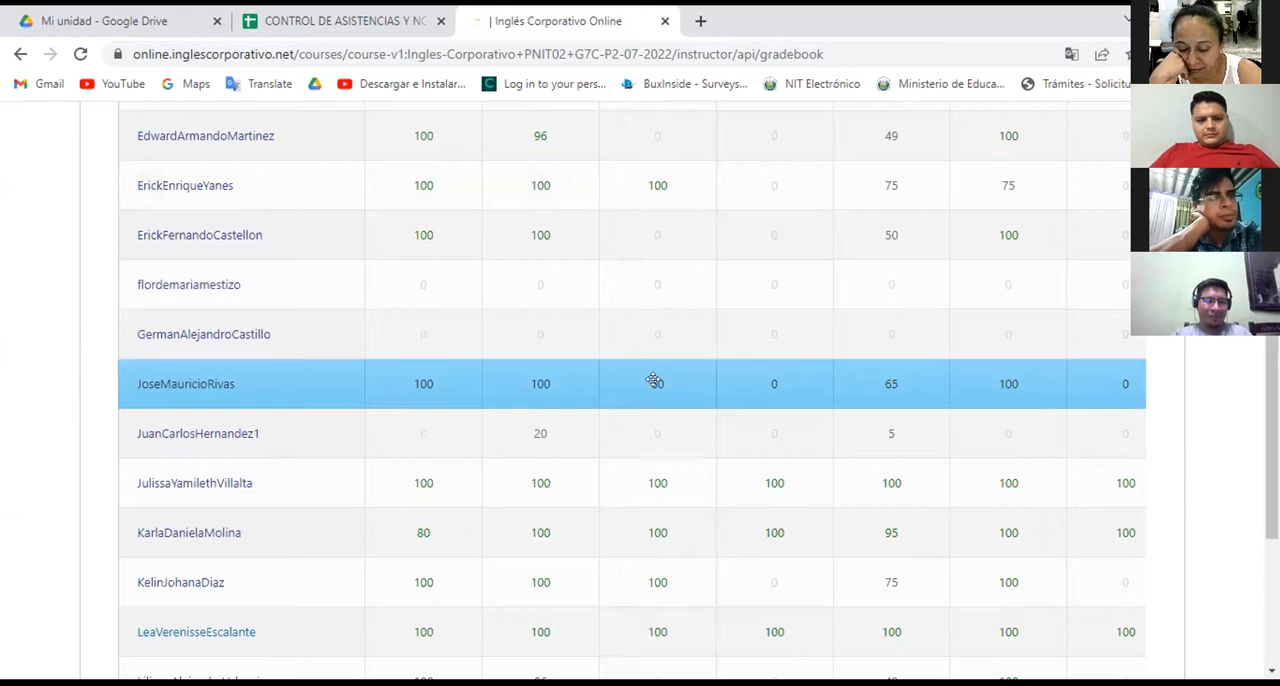 Mi unidad - Google Drive
CONTROL DE ASISTENCIAS Y NO
| Inglés Corporativo Online
online.inglescorporativo.net/courses/course-v1:Ingles-Corporativo+PNIT02+G7C-P2-07-2022/instructor/api/gradebook
Gmail YouTube Maps Translate Descargar e Instalar... Log in to your pers... BuxInside - Surveys... NIT Electrónico Ministerio de Educa... Trámites - Solicitu
EdwardArmandoMartinez 100 96 0 0 49 100 0
ErickEnriqueYanes 100 100 100 0 75 75 0
ErickFernandoCastellon 100 100 0 0 50 100 0
flordemariamestizo 0 0 0 0 0 0 0
GermanAlejandroCastillo 0 0 0 0 0 0 0
JoseMauricioRivas 100 100 0 65 100 0
JuanCarlosHernandez1 0 20 0 0 5 0 0
JulissaYamilethVillalta 100 100 100 100 100 100 100
KarlaDanielaMolina 80 100 100 100 95 100 100
KelinJohanaDiaz 100 100 100 0 75 100 0
LeaVerenisseEscalante 100 100 100 100 100 100 100